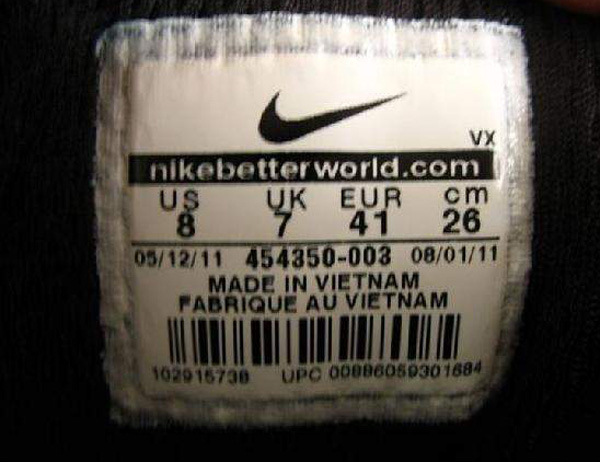 VX
nikebetterworld.com
US UK EUR cm
8 7 41 26
05/12/11 454350-003 08/01/11
MADE IN VIETNAM
FABRIQUE AU VIETNAM
102915738 UPC 00886059301684